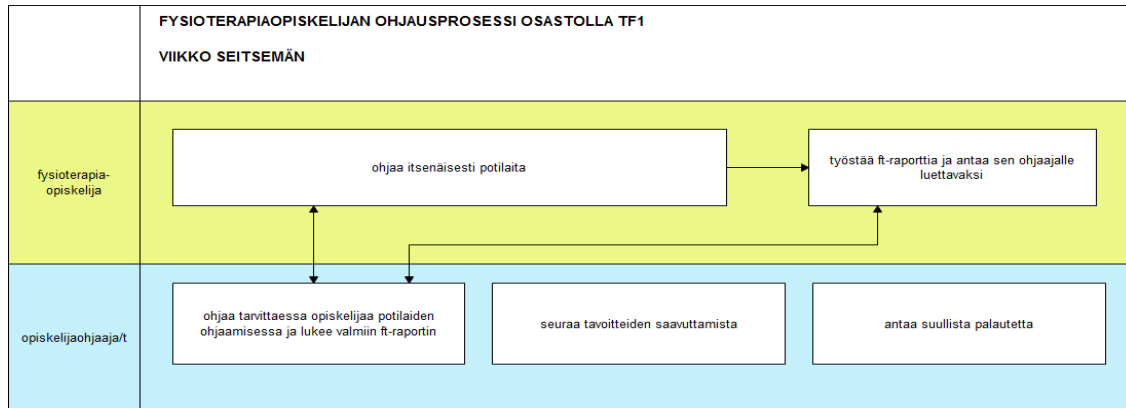 FYSIOTERAPIAOPISKELIJAN OHJAUSPROSESSI OSASTOLLA TF1
VIIKKO SEITSEMÄN
fysioterapia-
opiskelija
ohjaa itsenäisesti potilaita
työstää ft-raporttia ja antaa sen ohjaajalle
luettavaksi
opiskelijaohjaaja/t
ohjaa tarvittaessa opiskelijaa potilaiden
ohjaamisessa ja lukee valmiin ft-raportin
seuraa tavoitteiden saavuttamista
antaa suullista palautetta